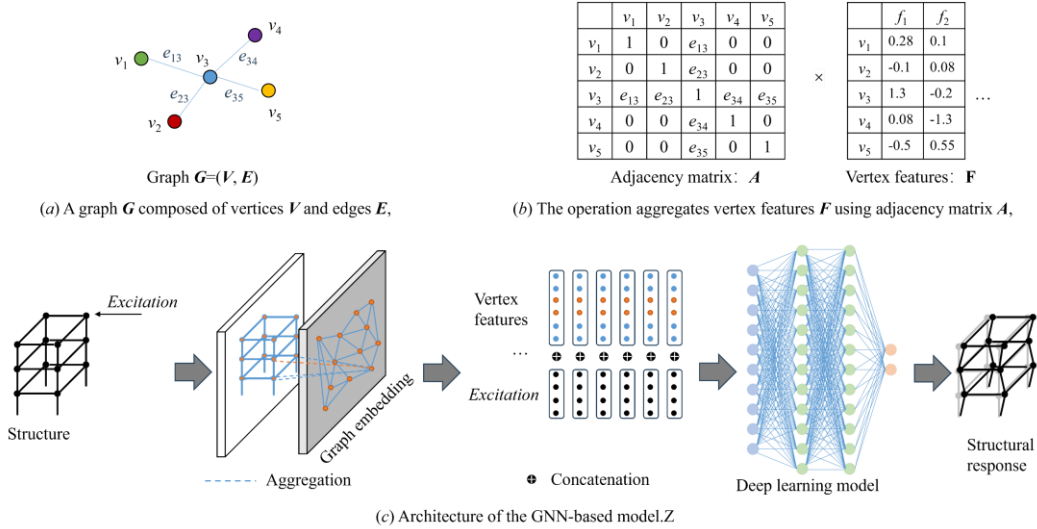 v4
e13
v3
e34
v1
e23
e35
v5
v2
Graph G=(V, E)
(a) A graph G composed of vertices V and edges E,
v1 v2 v3 v4 v5
v1 1 0 e13 0 0
v2 0 1 e23 0 0
v3 e13 e23 1 e34 e35
v4 0 0 e34 1 0
v5 0 0 e35 0 1
Adjacency matrix: A
×
f1 f2
v1 0.28 0.1
v2 -0.1 0.08
v3 1.3 -0.2
v4 0.08 -1.3
v5 -0.5 0.55
...
Vertex features: F
(b) The operation aggregates vertex features F using adjacency matrix A,
Excitation
Structure
Graph embedding
Aggregation
Vertex
features
...
Excitation
Concatenation
Deep learning model
Structural
response
(c) Architecture of the GNN-based model.Z